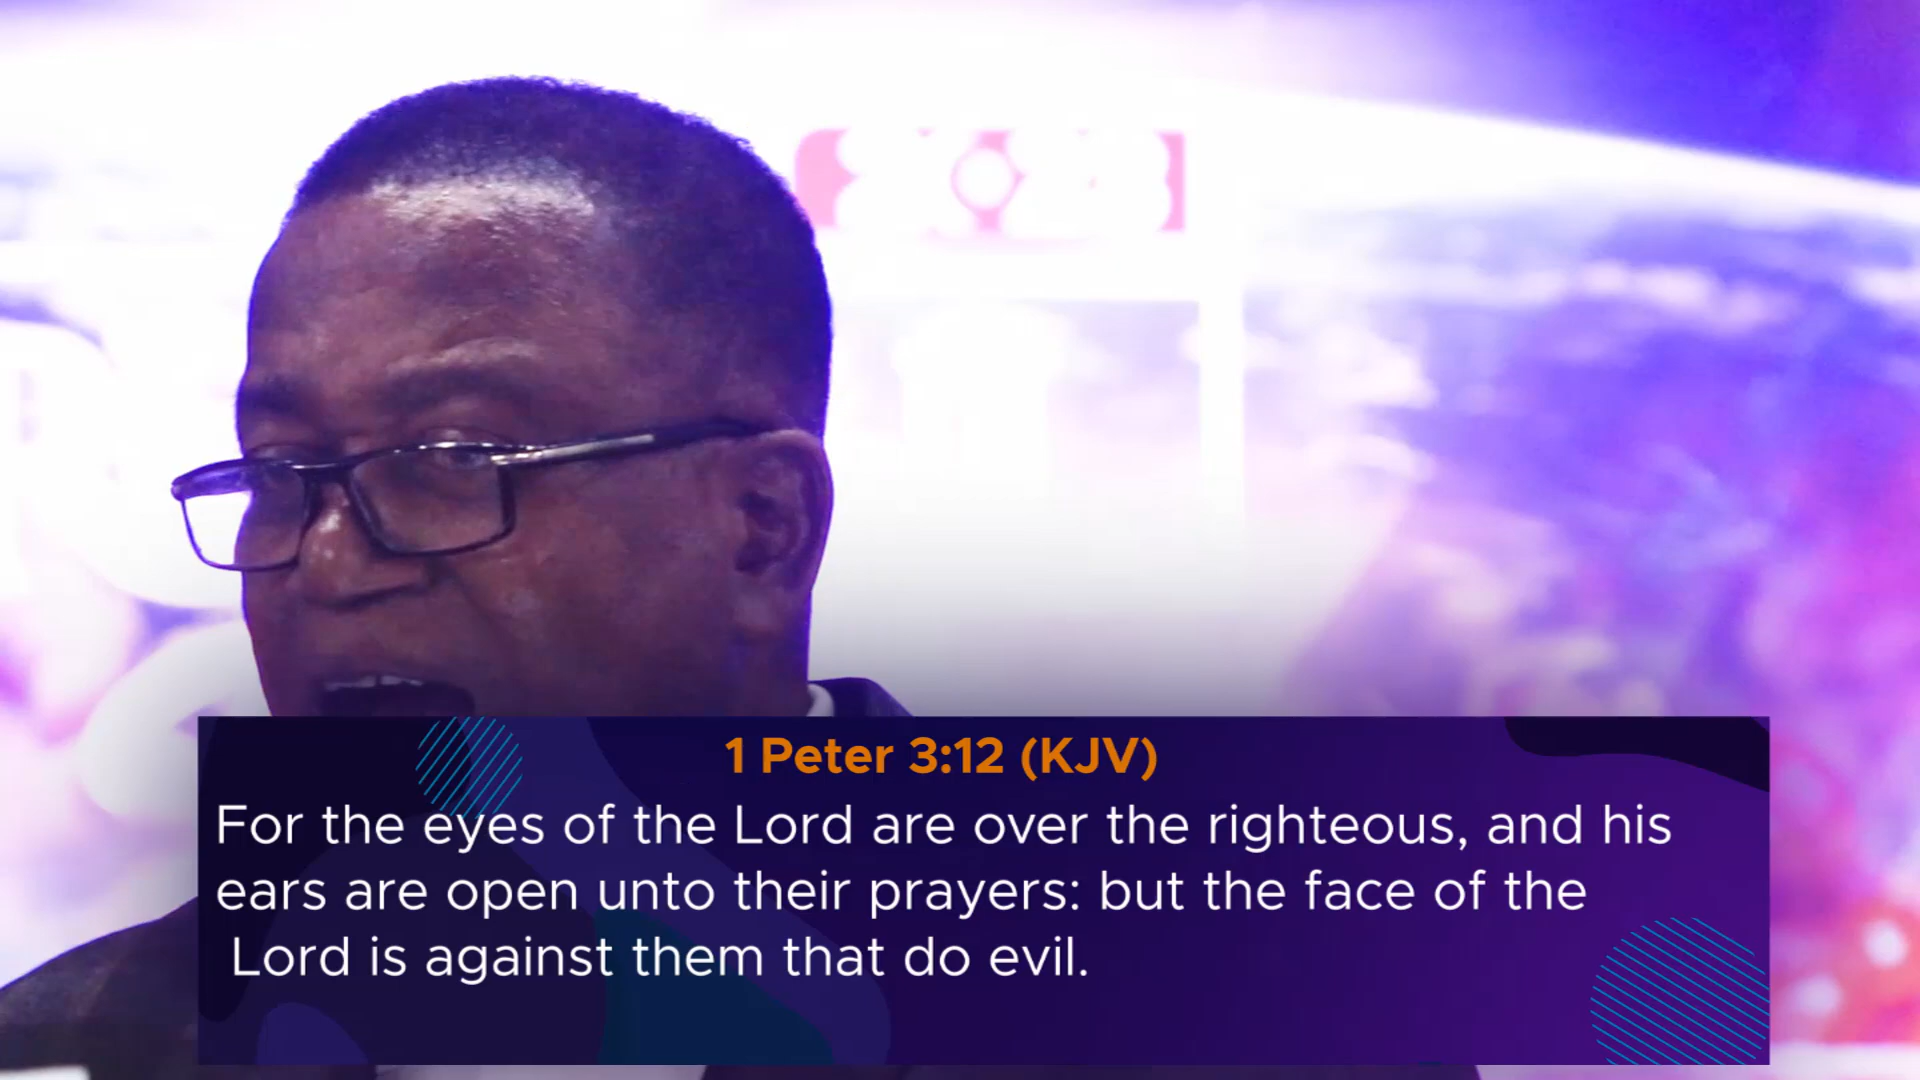 1 Peter 3:12 (KJV)
For the eyes of the Lord are over the righteous, and his
ears are open unto their prayers: but the face of the
Lord is against them that do evil.